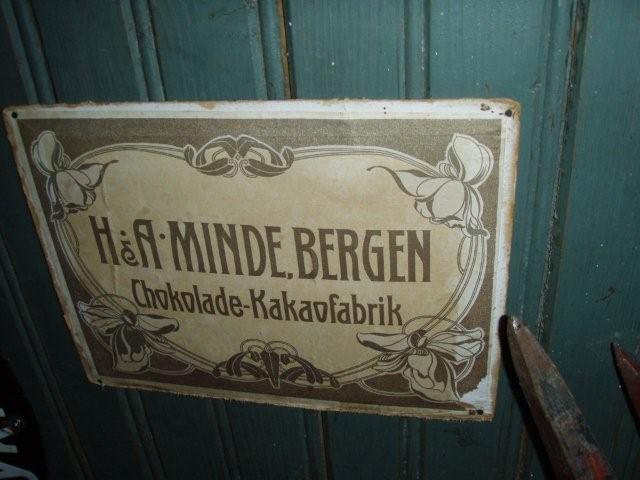 H & A · MINDE, BERGEN
Chokolade-Kakaofabrik